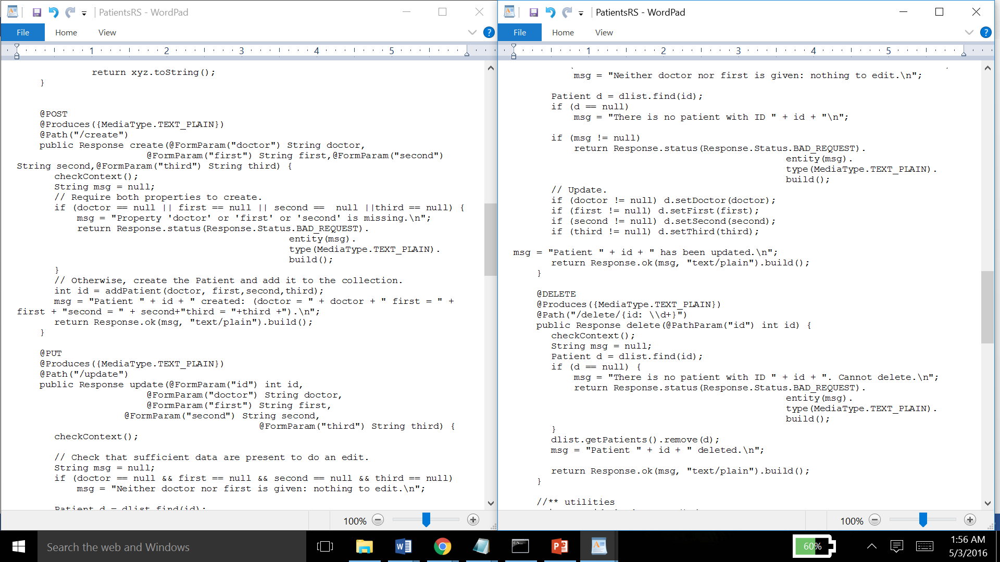 PatientsRS - WordPad
File Home View
1 2 3 4 5
return xyz.toString();
}
@POST
@Produces({MediaType.TEXT_PLAIN})
@Path("/create")
public Response create(@FormParam("doctor") String doctor,
@FormParam("first") String first,@FormParam("second")
String second,@FormParam("third") String third) {
checkContext();
String msg = null;
// Require both properties to create.
if (doctor == null || first == null || second ==  null ||third == null) {
msg = "Property 'doctor' or 'first' or 'second' is missing.\n";
return Response.status(Response.Status.BAD_REQUEST).
entity(msg).
type(MediaType.TEXT_PLAIN).
build();
}
// Otherwise, create the Patient and add it to the collection.
int id = addPatient(doctor, first,second,third);
msg = "Patient " + id + " created: (doctor = " + doctor + " first = " +
first + "second = " + second+"third = "+third +").\n";
return Response.ok(msg, "text/plain").build();
}
@PUT
@Produces({MediaType.TEXT_PLAIN})
@Path("/update")
public Response update(@FormParam("id") int id,
@FormParam("doctor") String doctor,
@FormParam("first") String first,
@FormParam("second") String second,
@FormParam("third") String third) {
checkContext();
// Check that sufficient data are present to do an edit.
String msg = null;
if (doctor == null && first == null && second == null && third == null)
msg = "Neither doctor nor first is given: nothing to edit.\n";
Patient d = dlist.find(id);
100%
PatientsRS - WordPad
File Home View
1 2 3 4 5
msg = "Neither doctor nor first is given: nothing to edit.\n";
Patient d = dlist.find(id);
if (d == null)
msg = "There is no patient with ID " + id + "\n";
if (msg != null)
return Response.status(Response.Status.BAD_REQUEST).
entity(msg).
type(MediaType.TEXT_PLAIN).
build();
// Update.
if (doctor != null) d.setDoctor(doctor);
if (first != null) d.setFirst(first);
if (second != null) d.setSecond(second);
if (third != null) d.setThird(third);
msg = "Patient " + id + " has been updated.\n";
return Response.ok(msg, "text/plain").build();
}
@DELETE
@Produces({MediaType.TEXT_PLAIN})
@Path("/delete/{id: \\d+}")
public Response delete(@PathParam("id") int id) {
checkContext();
String msg = null;
Patient d = dlist.find(id);
if (d == null) {
msg = "There is no patient with ID " + id + ". Cannot delete.\n";
return Response.status(Response.Status.BAD_REQUEST).
entity(msg).
type(MediaType.TEXT_PLAIN).
build();
}
dlist.getPatients().remove(d);
msg = "Patient " + id + " deleted.\n";
return Response.ok(msg, "text/plain").build();
}
//** utilities
100%
Search the web and Windows
60%
1:56 AM
5/3/2016